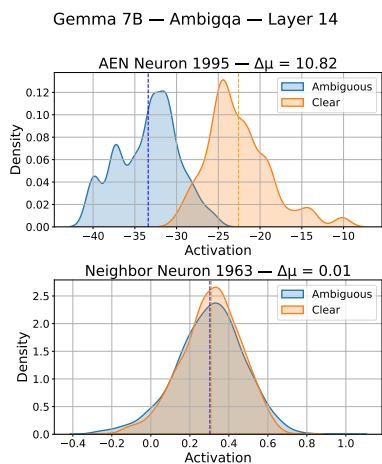 Gemma 7B — Ambigqa — Layer 14
AEN Neuron 1995 — Δμ = 10.82
Density
0.12
0.10
0.08
0.06
0.04
0.02
0.00
Ambiguous
Clear
−40 −35 −30 −25 −20 −15 −10
Activation
Neighbor Neuron 1963 — Δμ = 0.01
Density
2.5
2.0
1.5
1.0
0.5
0.0
Ambiguous
Clear
−0.4 −0.2 0.0 0.2 0.4 0.6 0.8 1.0
Activation